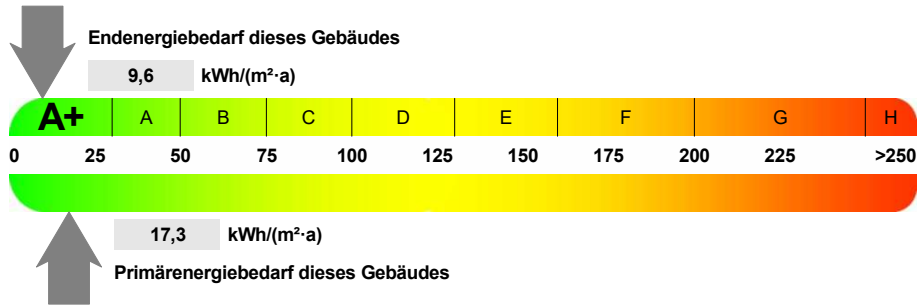 Endenergiebedarf dieses Gebäudes
9,6 kWh/(m²·a)
A+ A B C D E F G H
0 25 50 75 100 125 150 175 200 225 >250
17,3 kWh/(m²·a)
Primärenergiebedarf dieses Gebäudes